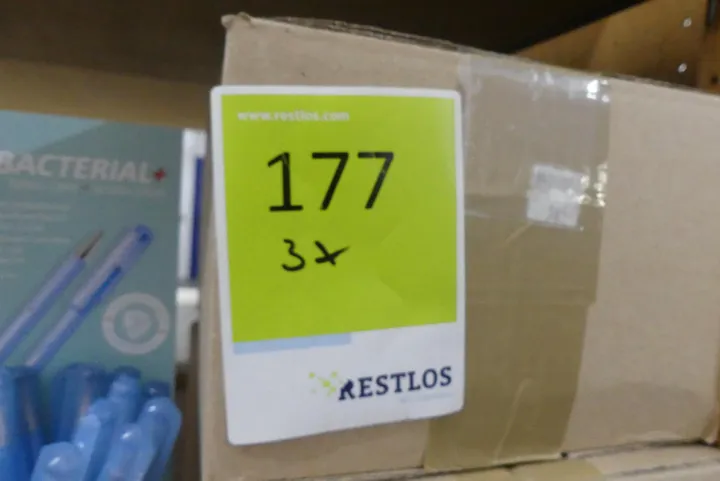 BACTERIAL+
www.restlos.com
177
3x
RESTLOS